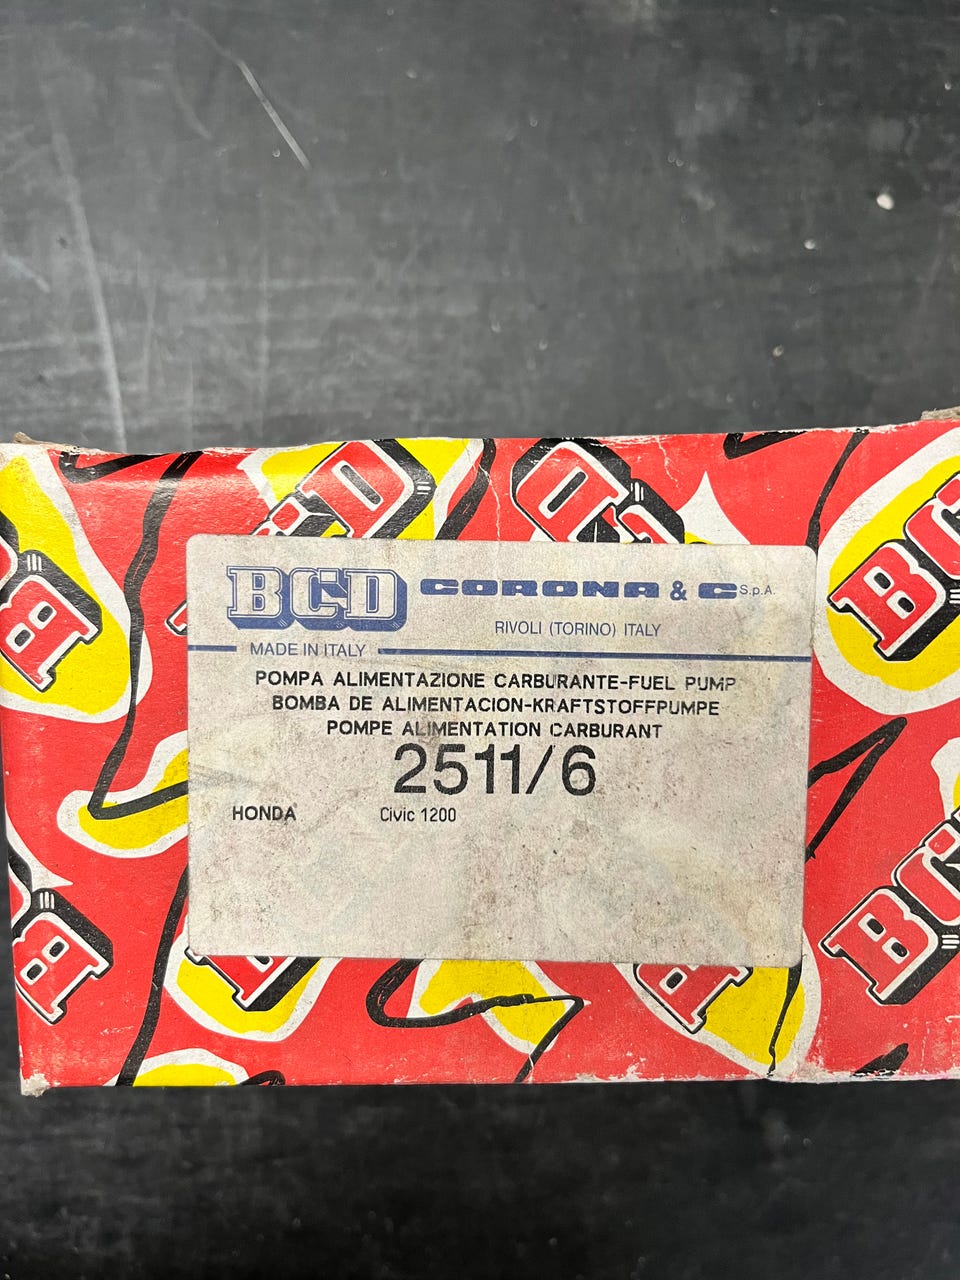 BCD CORONA & C S.p.A.
RIVOLI (TORINO) ITALY
MADE IN ITALY
POMPA ALIMENTAZIONE CARBURANTE-FUEL PUMP
BOMBA DE ALIMENTACION-KRAFTSTOFFPUMPE
POMPE ALIMENTATION CARBURANT
2511/6
HONDA Civic 1200